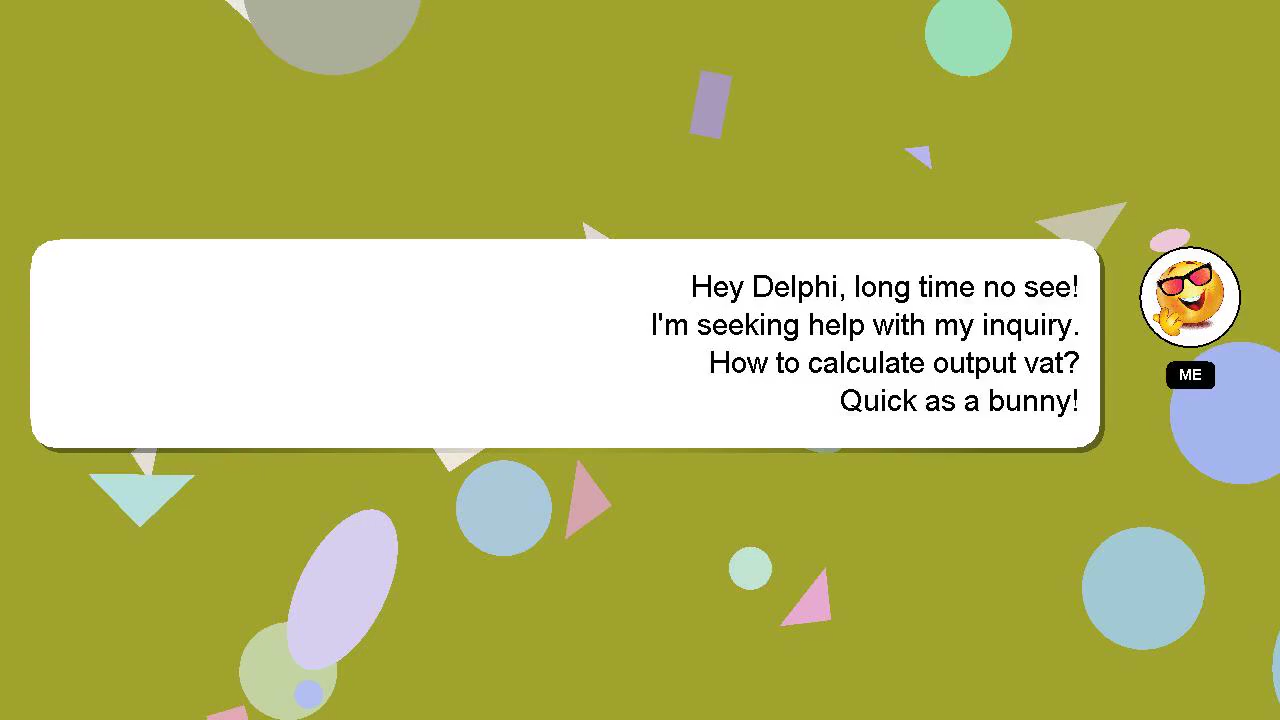 Hey Delphi, long time no see!
I'm seeking help with my inquiry.
How to calculate output vat?
Quick as a bunny!
ME